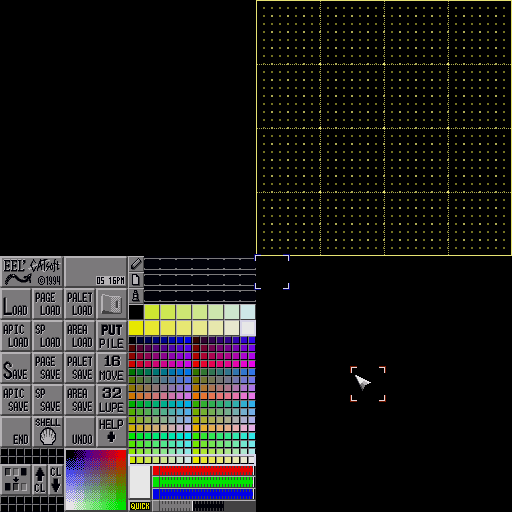 EEL' CATsoft
©1994
05 16PM
LOAD
PAGE LOAD
PALET LOAD
APIC LOAD
SP LOAD
AREA LOAD
PUT PILE
SAVE
PAGE SAVE
PALET SAVE
16 MOVE
APIC SAVE
SP SAVE
AREA SAVE
32 LUPE
END
SHELL
UNDO
HELP
+
CL
CL
QUICK